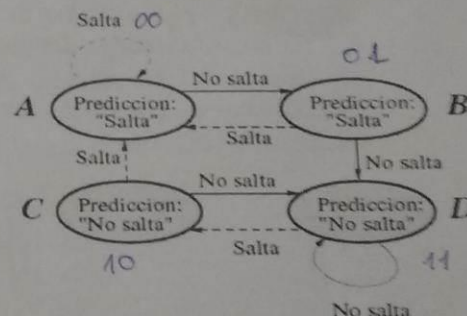 Salta 00
01
No salta
A
Prediccion:
"Salta"
Prediccion:
"Salta"
B
Salta
Salta
No salta
No salta
C
Prediccion:
"No salta"
Prediccion:
"No salta"
D
Salta
10
11
No salta